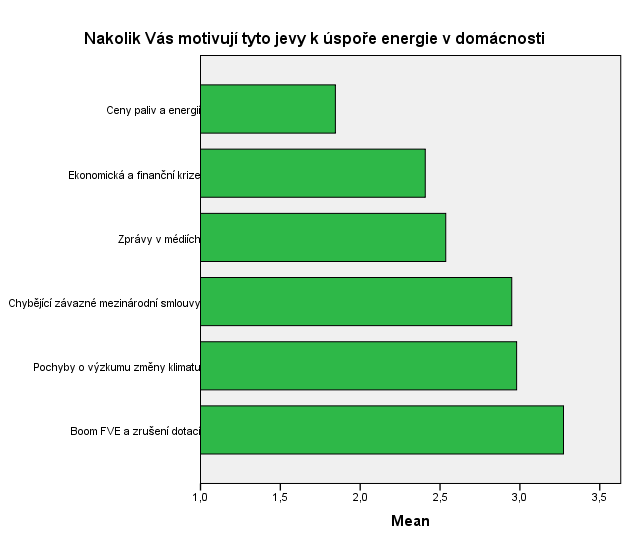 Nakolik Vás motivují tyto jevy k úspoře energie v domácnosti
Ceny paliv a energií
Ekonomická a finanční krize
Zprávy v médiích
Chybějící závazné mezinárodní smlouvy
Pochyby o výzkumu změny klimatu
Boom FVE a zrušení dotací
1,0 1,5 2,0 2,5 3,0 3,5
Mean